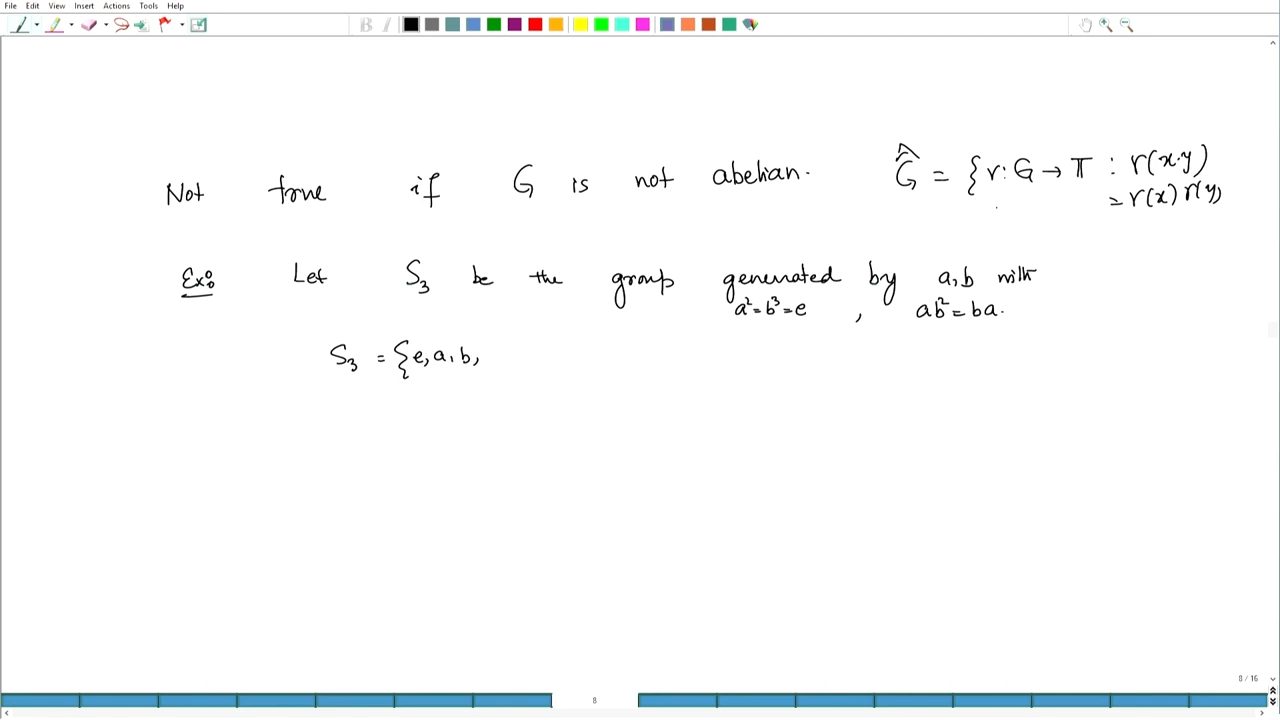 File Edit View Insert Actions Tools Help
B I
Not true if G is not abelian. Ĝ = {r: G → 𝕋 : r(x·y)
= r(x) r(y)
Ex: Let S₃ be the group generated by a, b with
a² = b³ = e , ab² = ba.
S₃ = {e, a, b,
8 / 16
8